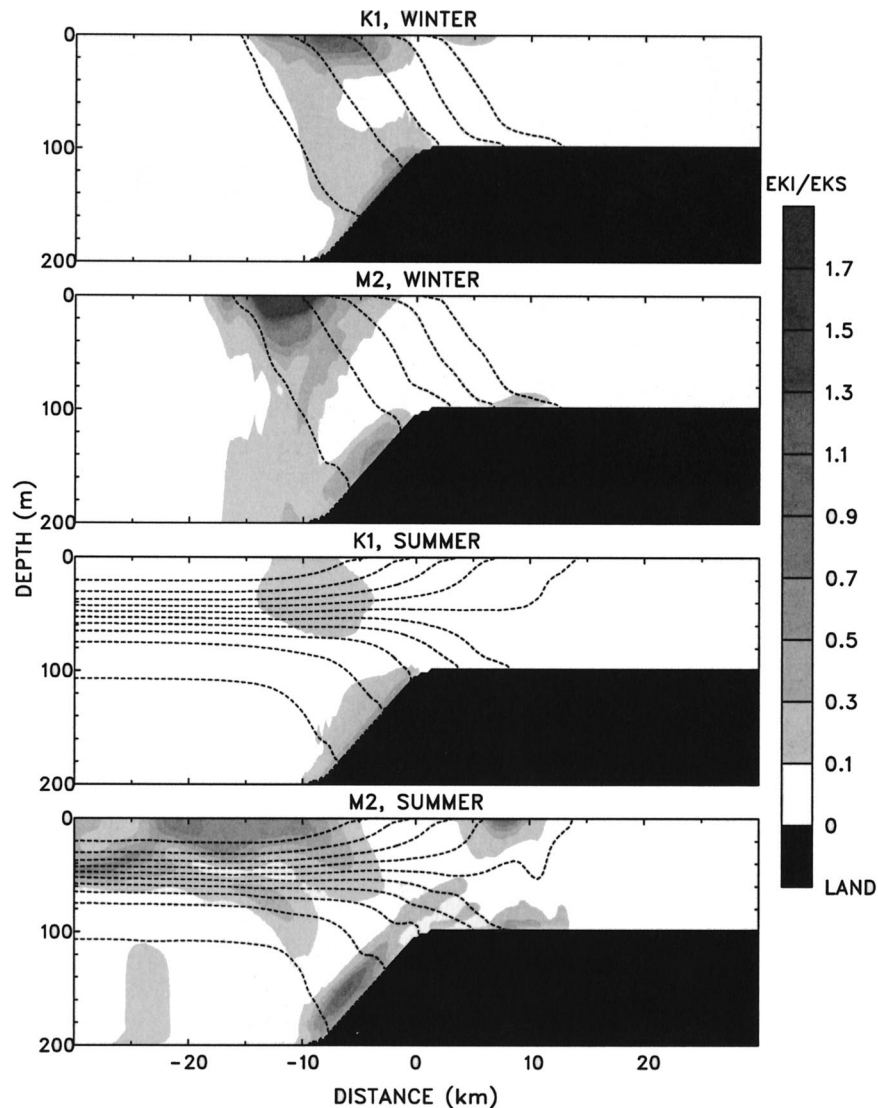 K1, WINTER
0
100
200
M2, WINTER
0
100
200
K1, SUMMER
0
100
200
M2, SUMMER
0
100
200
-20 -10 0 10 20
DISTANCE (km)
DEPTH (m)
EKI/EKS
1.7
1.5
1.3
1.1
0.9
0.7
0.5
0.3
0.1
0
LAND